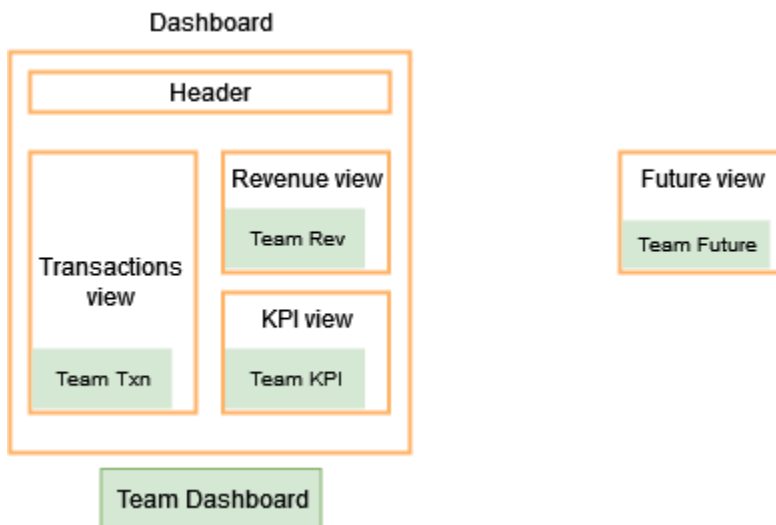 Dashboard
Header
Revenue view
Team Rev
Transactions
view
Team Txn
KPI view
Team KPI
Future view
Team Future
Team Dashboard